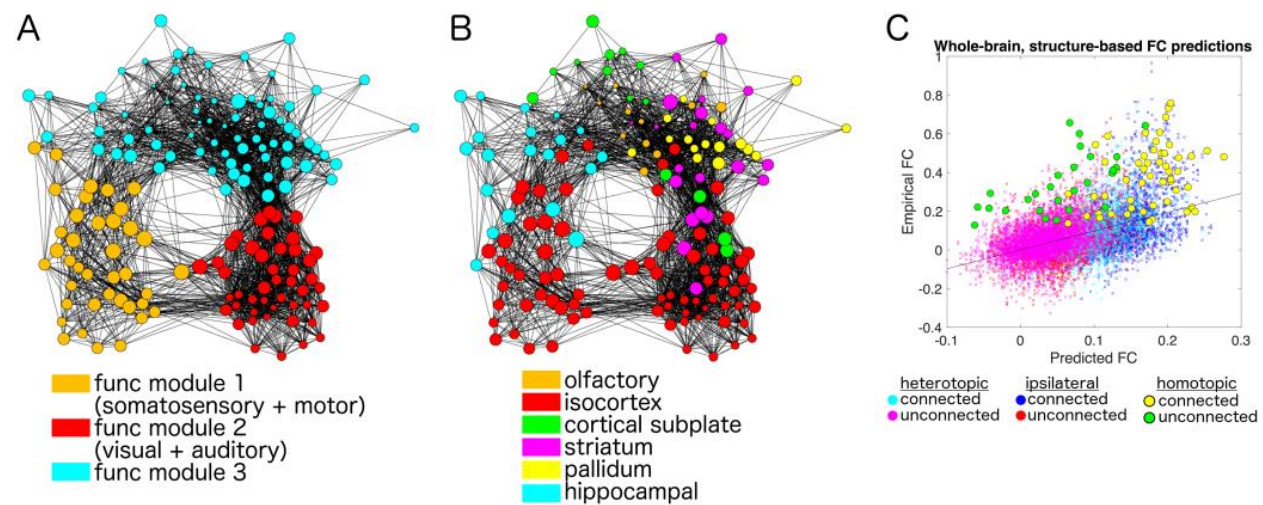 A
B
C
Whole-brain, structure-based FC predictions
1
0.8
0.6
0.4
0.2
0
-0.2
-0.4
Empirical FC
-0.1
0
0.1
0.2
0.3
Predicted FC
func module 1
(somatosensory + motor)
func module 2
(visual + auditory)
func module 3
olfactory
isocortex
cortical subplate
striatum
pallidum
hippocampal
heterotopic
connected
unconnected
ipsilateral
connected
unconnected
homotopic
connected
unconnected